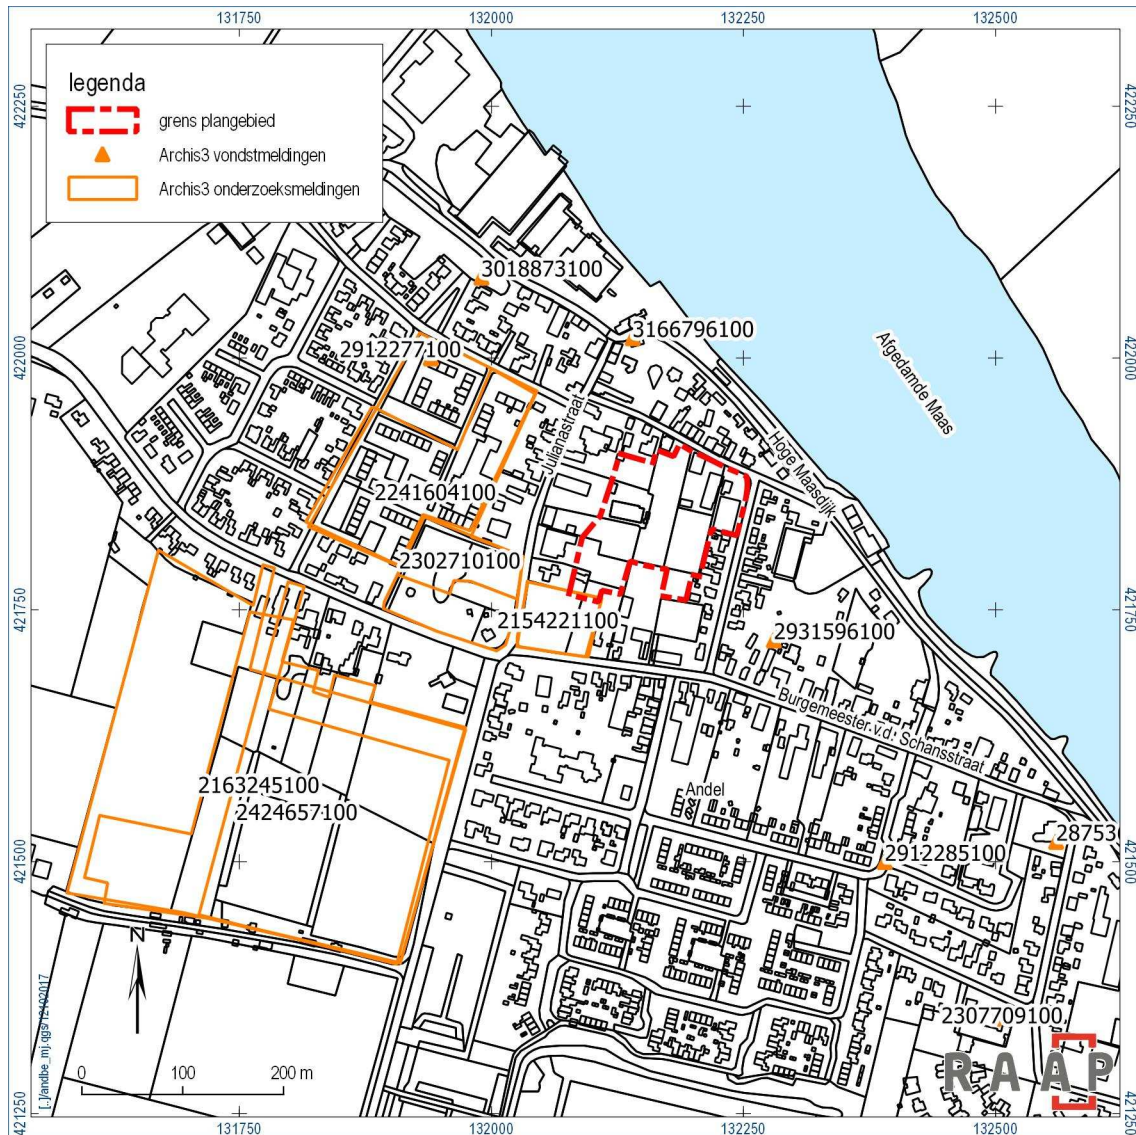 131750 132000 132250 132500
legenda
grens plangebied
Archis3 vondstmeldingen
Archis3 onderzoeksmeldingen
422250
422250
3018873100
3166796100
2912277100
422000
422000
Afgedamde Maas
Julianastraat
Hoge Maasdijk
2241604100
2302710100
2154221100
421750
421750
2931596100
Burgemeester v.d. Schansstraat
2163245100
2424657100
Andel
28753
2912285100
421500
421500
N
2307709100
RAAP
0 100 200 m
421250
421250
131750 132000 132250 132500